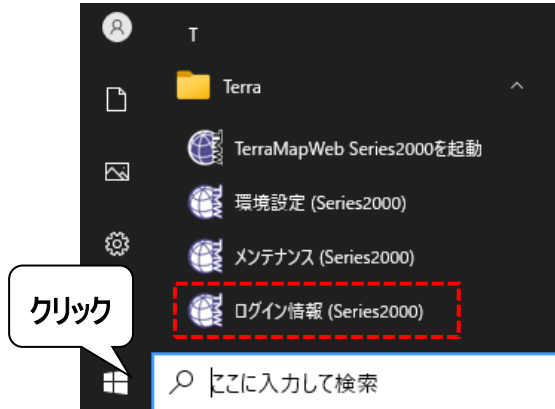 T
Terra
TerraMapWeb Series2000を起動
環境設定 (Series2000)
メンテナンス (Series2000)
ログイン情報 (Series2000)
クリック
ここに入力して検索